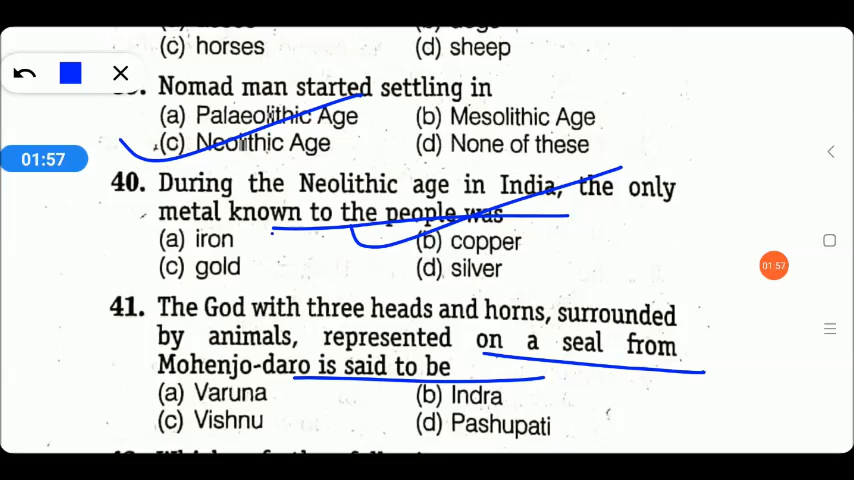 (c) horses (d) sheep
Nomad man started settling in
(a) Palaeolithic Age (b) Mesolithic Age
(c) Neolithic Age (d) None of these
01:57
40. During the Neolithic age in India, the only
metal known to the people was
(a) iron (b) copper
(c) gold (d) silver
01:57
41. The God with three heads and horns, surrounded
by animals, represented on a seal from
Mohenjo-daro is said to be
(a) Varuna (b) Indra
(c) Vishnu (d) Pashupati